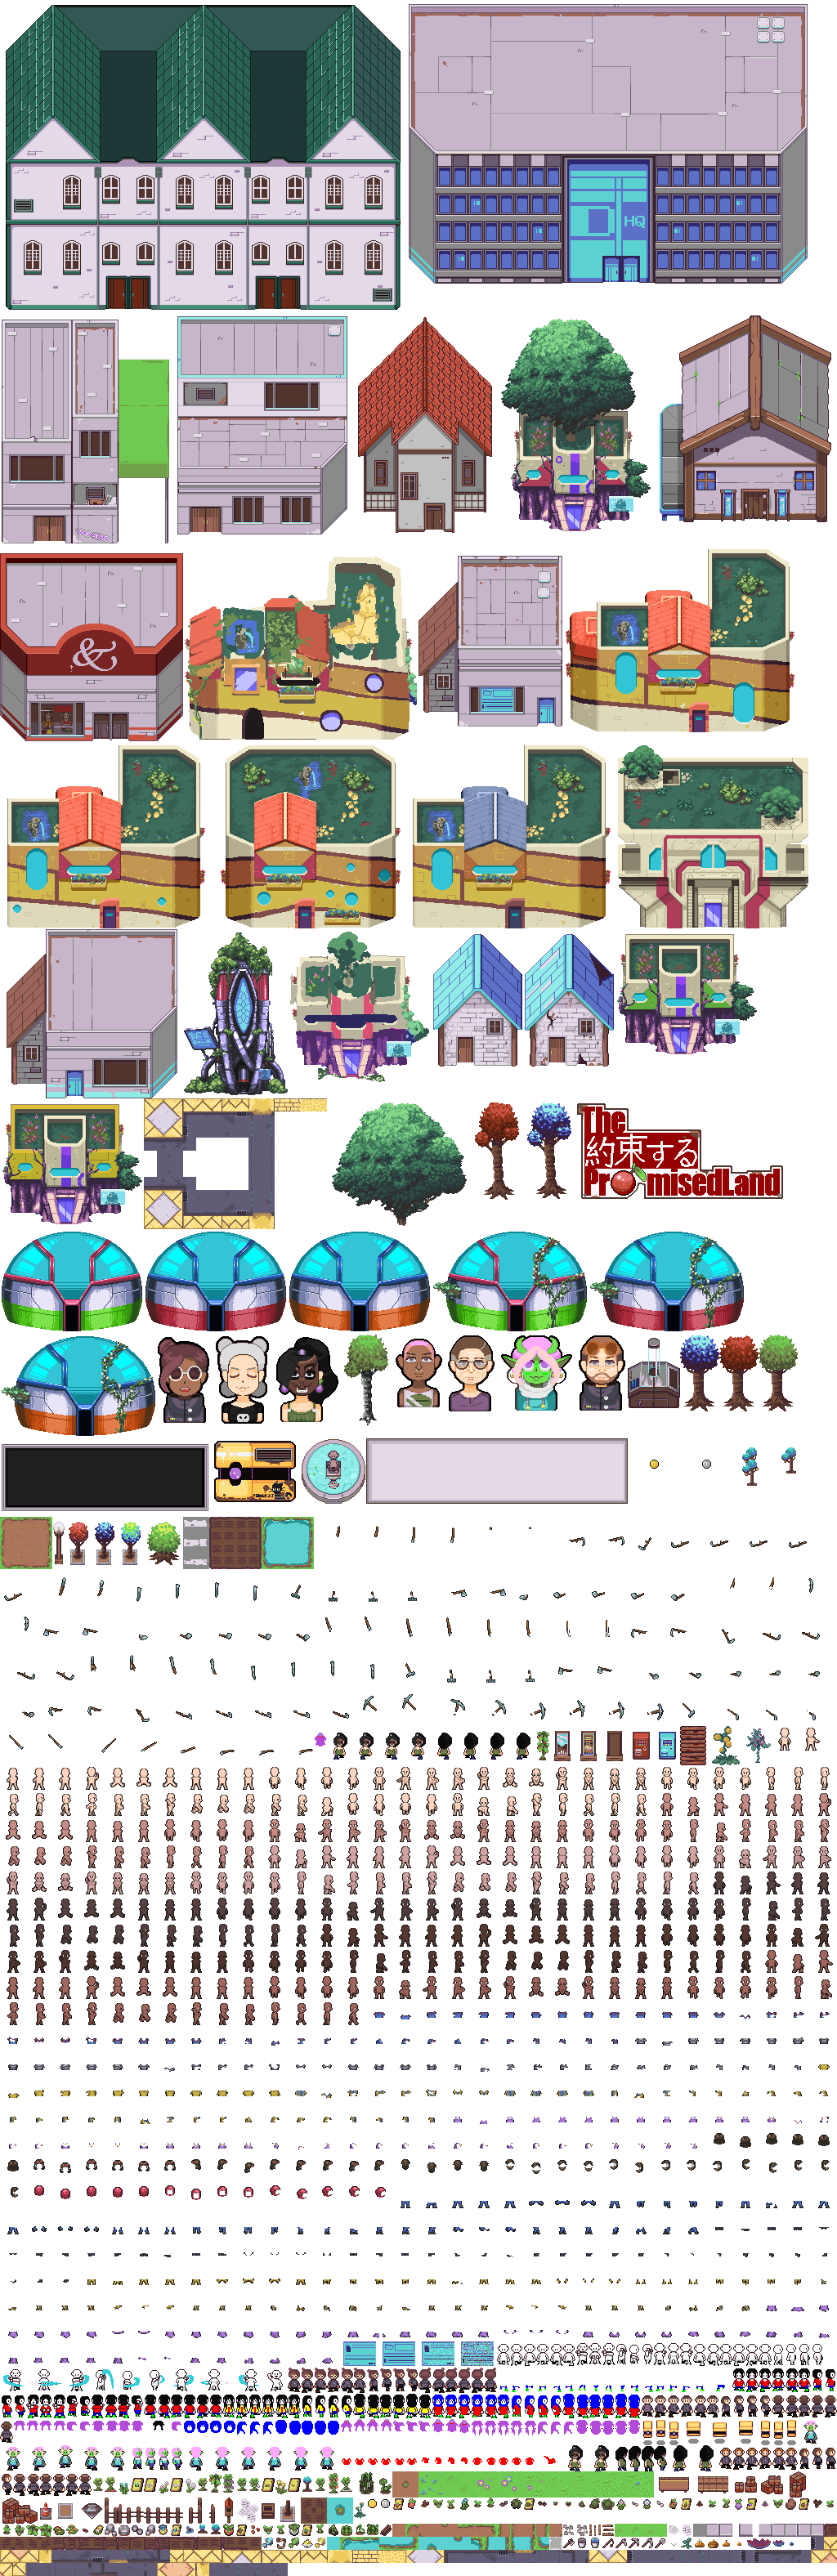 HQ
&
The
約束する
PromisedLand